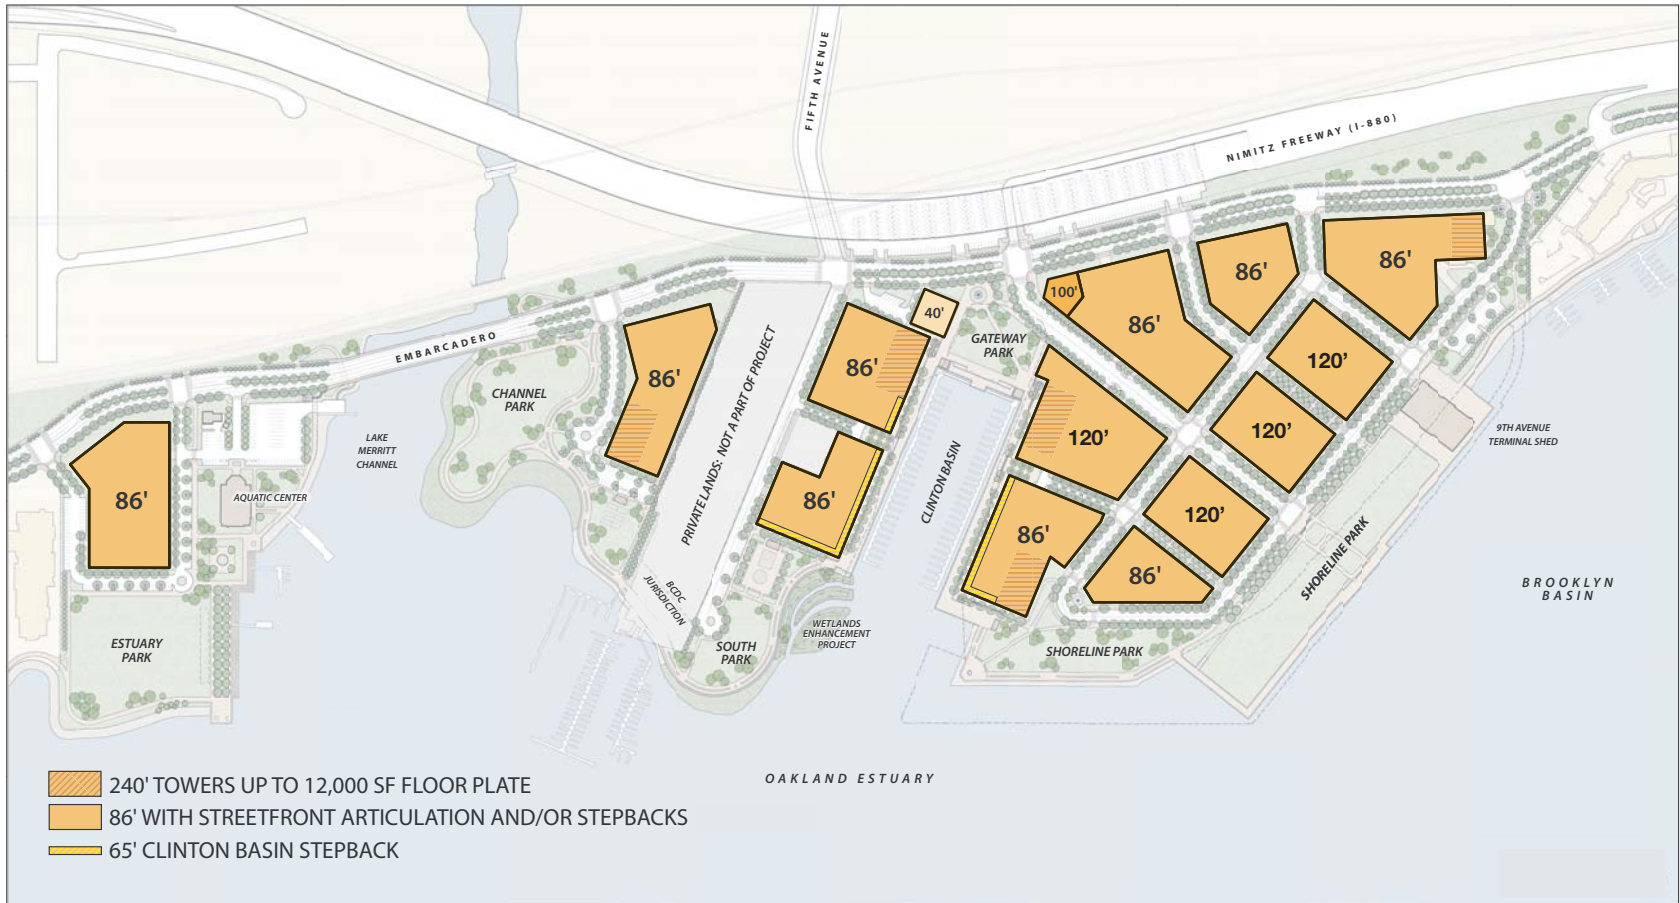 FIFTH AVENUE
NIMITZ FREEWAY (I-880)
EMBARCADERO
CHANNEL
PARK
LAKE
MERRITT
CHANNEL
AQUATIC CENTER
ESTUARY
PARK
86'
86'
PRIVATE LANDS: NOT A PART OF PROJECT
BCDC
JURISDICTION
86'
40'
86'
SOUTH
PARK
WETLANDS
ENHANCEMENT
PROJECT
GATEWAY
PARK
CLINTON BASIN
100'
86'
86'
86'
120'
120'
120'
120'
86'
86'
SHORELINE PARK
SHORELINE PARK
9TH AVENUE
TERMINAL SHED
BROOKLYN
BASIN
OAKLAND ESTUARY
240' TOWERS UP TO 12,000 SF FLOOR PLATE
86' WITH STREETFRONT ARTICULATION AND/OR STEPBACKS
65' CLINTON BASIN STEPBACK